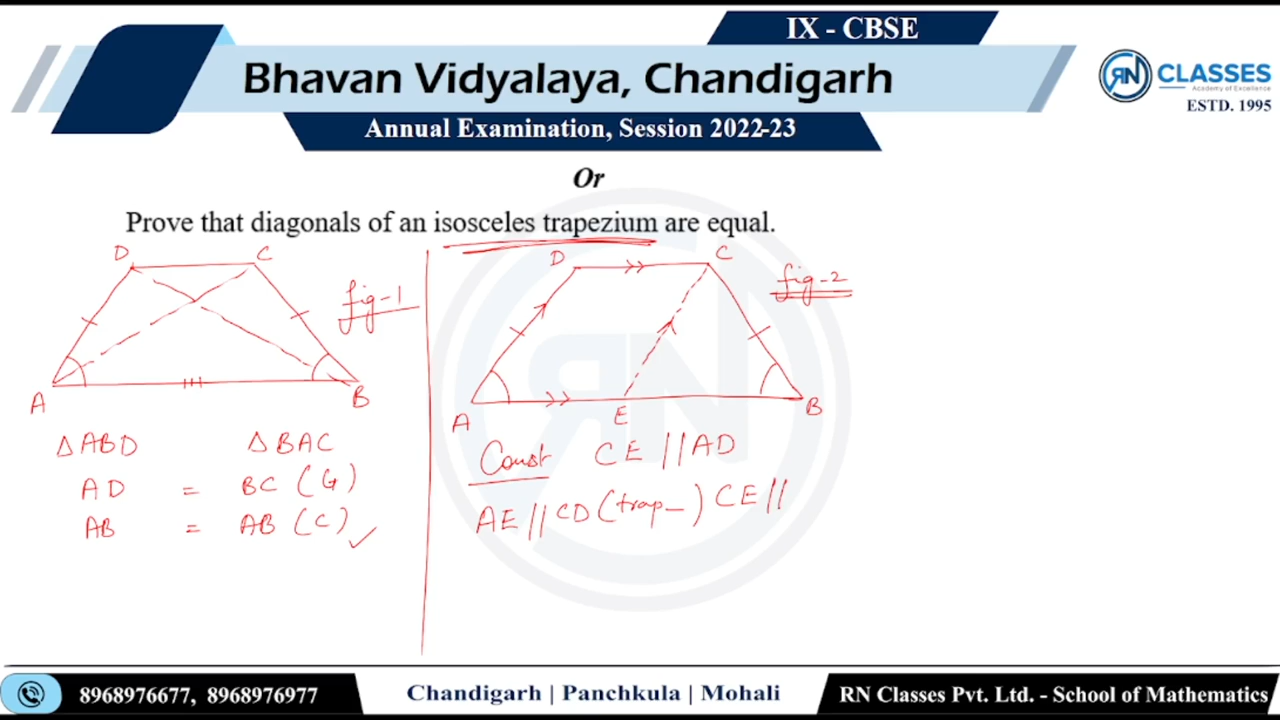 IX - CBSE
Bhavan Vidyalaya, Chandigarh
RN CLASSES
Academy of Excellence
ESTD. 1995
Annual Examination, Session 2022-23
Or
Prove that diagonals of an isosceles trapezium are equal.
D C
fig-1
A B
△ABD △BAC
AD = BC (G)
AB = AB (C) ✓
D C
fig-2
A E B
Const CE // AD
AE // CD (trap-) CE //
8968976677, 8968976977
Chandigarh | Panchkula | Mohali
RN Classes Pvt. Ltd. - School of Mathematics